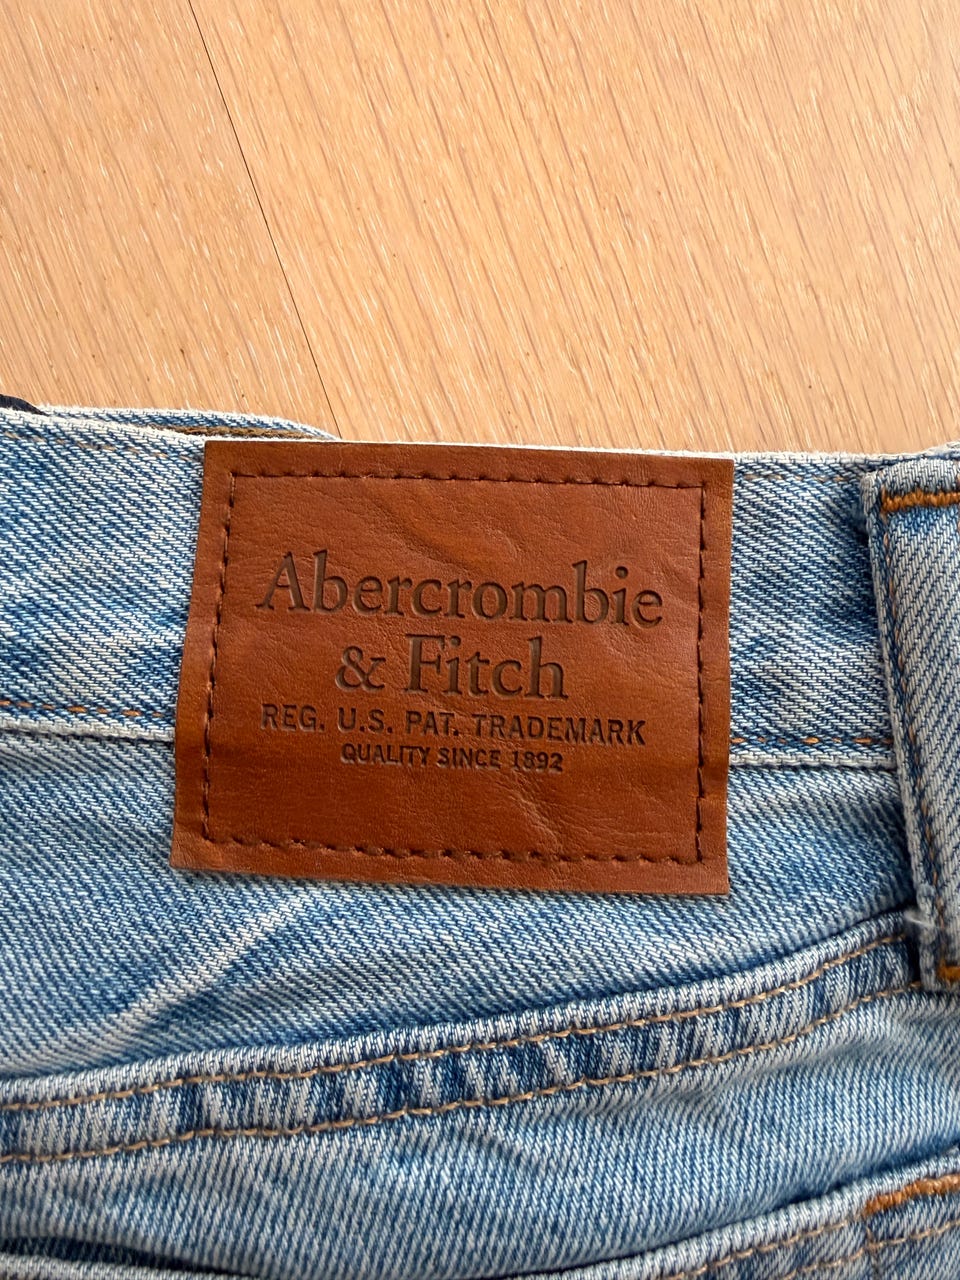 Abercrombie
& Fitch
REG. U.S. PAT. TRADEMARK
QUALITY SINCE 1892